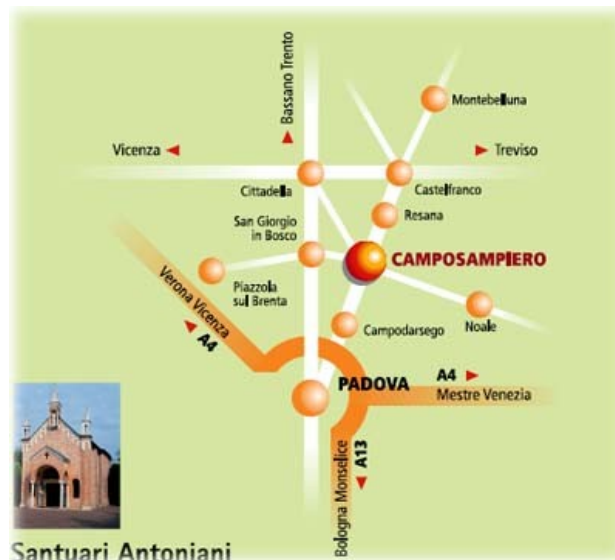 Bassano Trento
Montebelluna
Vicenza
Treviso
Cittadella
Castelfranco
Resana
San Giorgio
in Bosco
CAMPOSAMPIERO
Piazzola
sul Brenta
Noale
Verona Vicenza
A4
Campodarsego
PADOVA
A4
Mestre Venezia
A13
Bologna Monselice
Santuari Antoniani